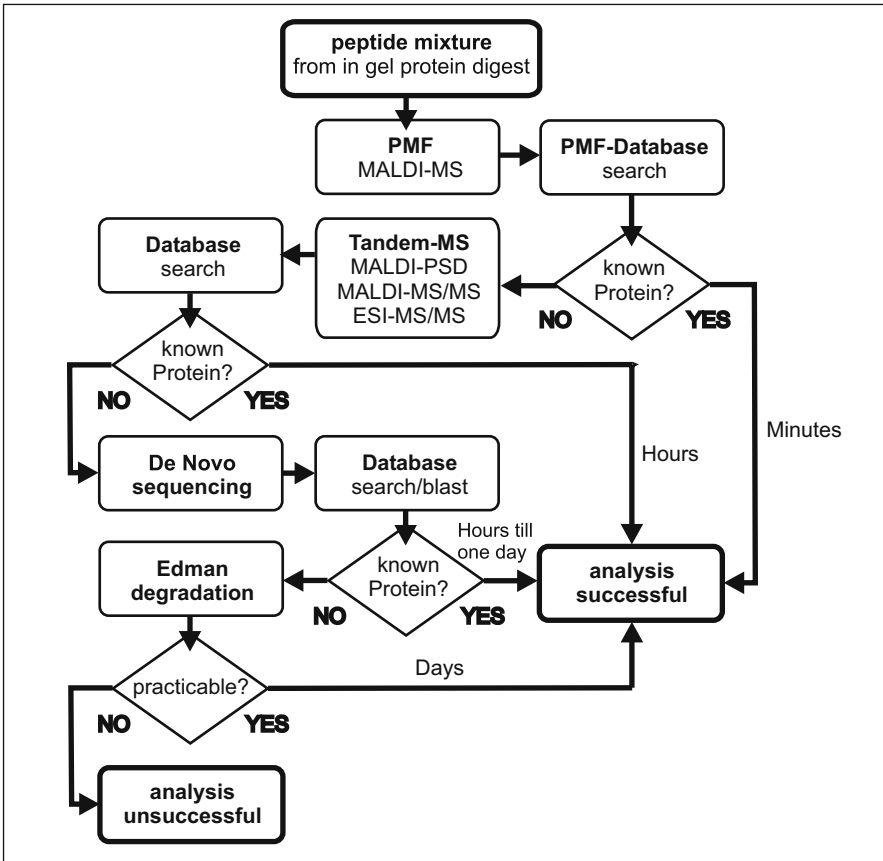 peptide mixture
from in gel protein digest
PMF
MALDI-MS
PMF-Database
search
known
Protein?
NO
YES
Minutes
Tandem-MS
MALDI-PSD
MALDI-MS/MS
ESI-MS/MS
Database
search
known
Protein?
NO
YES
Hours
De Novo
sequencing
Database
search/blast
known
Protein?
NO
YES
Hours till
one day
analysis
successful
Edman
degradation
practicable?
NO
YES
Days
analysis
unsuccessful